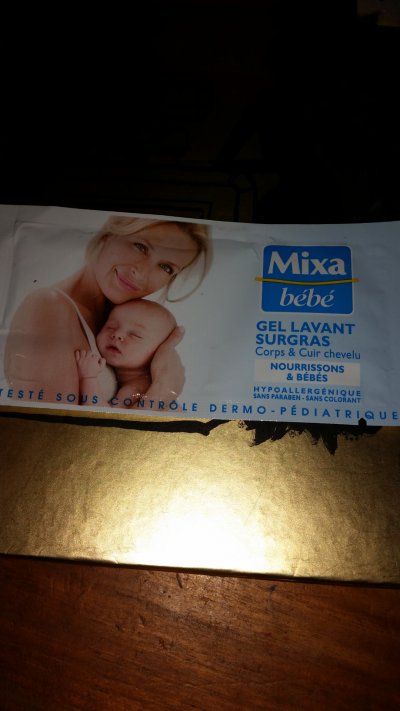 Mixa
bébé
GEL LAVANT
SURGRAS
Corps & Cuir chevelu
NOURRISSONS
& BÉBÉS
HYPOALLERGÉNIQUE
SANS PARABEN - SANS COLORANT
TESTÉ SOUS CONTRÔLE DERMO-PÉDIATRIQUE